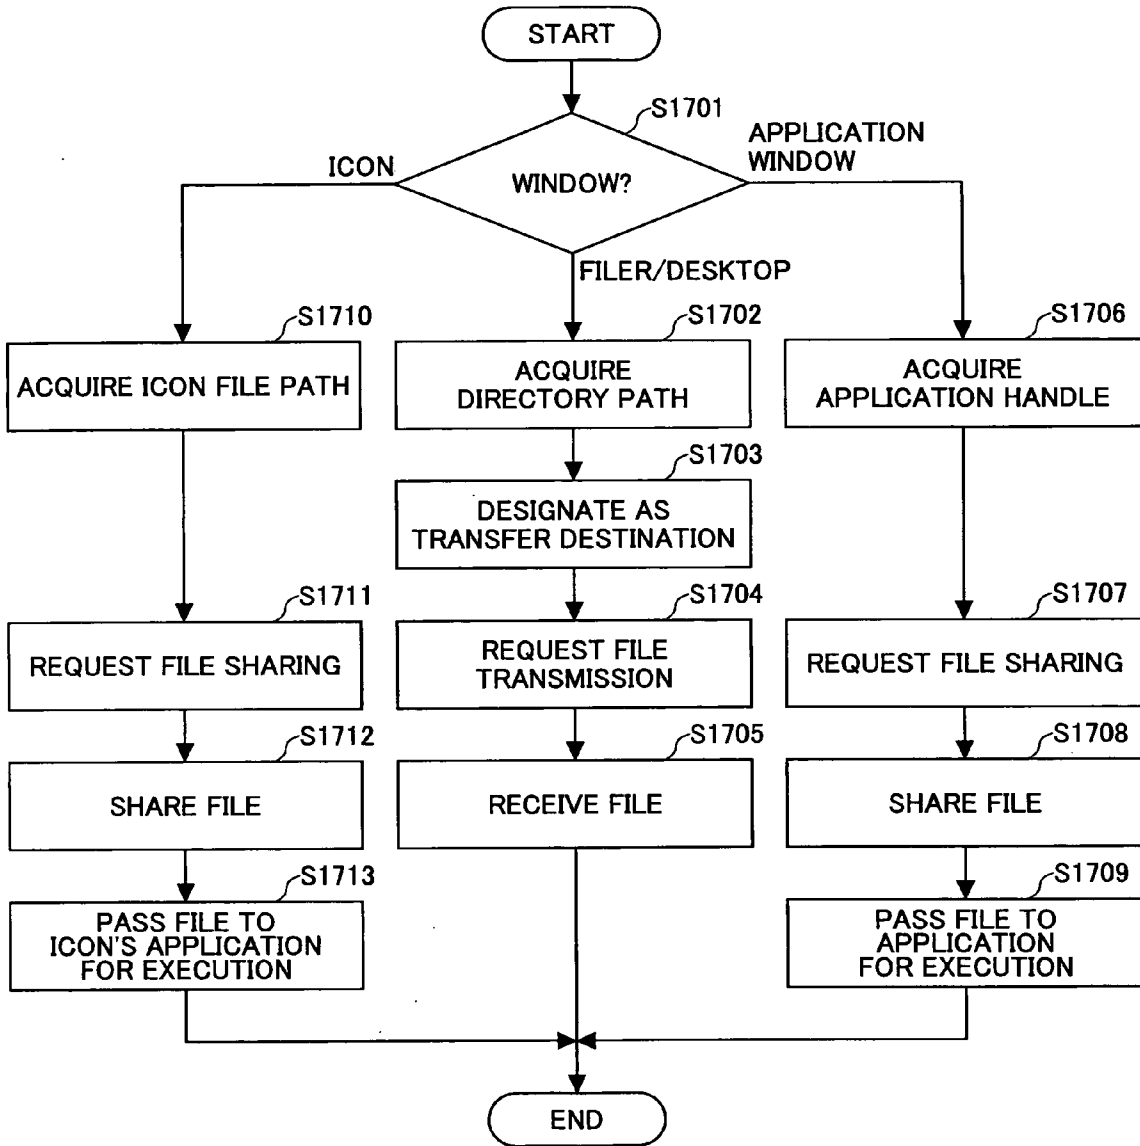 START
S1701
ICON
WINDOW?
APPLICATION
WINDOW
FILER/DESKTOP
S1710
ACQUIRE ICON FILE PATH
S1702
ACQUIRE
DIRECTORY PATH
S1706
ACQUIRE
APPLICATION HANDLE
S1703
DESIGNATE AS
TRANSFER DESTINATION
S1711
REQUEST FILE SHARING
S1704
REQUEST FILE
TRANSMISSION
S1707
REQUEST FILE SHARING
S1712
SHARE FILE
S1705
RECEIVE FILE
S1708
SHARE FILE
S1713
PASS FILE TO
ICON'S APPLICATION
FOR EXECUTION
S1709
PASS FILE TO
APPLICATION
FOR EXECUTION
END